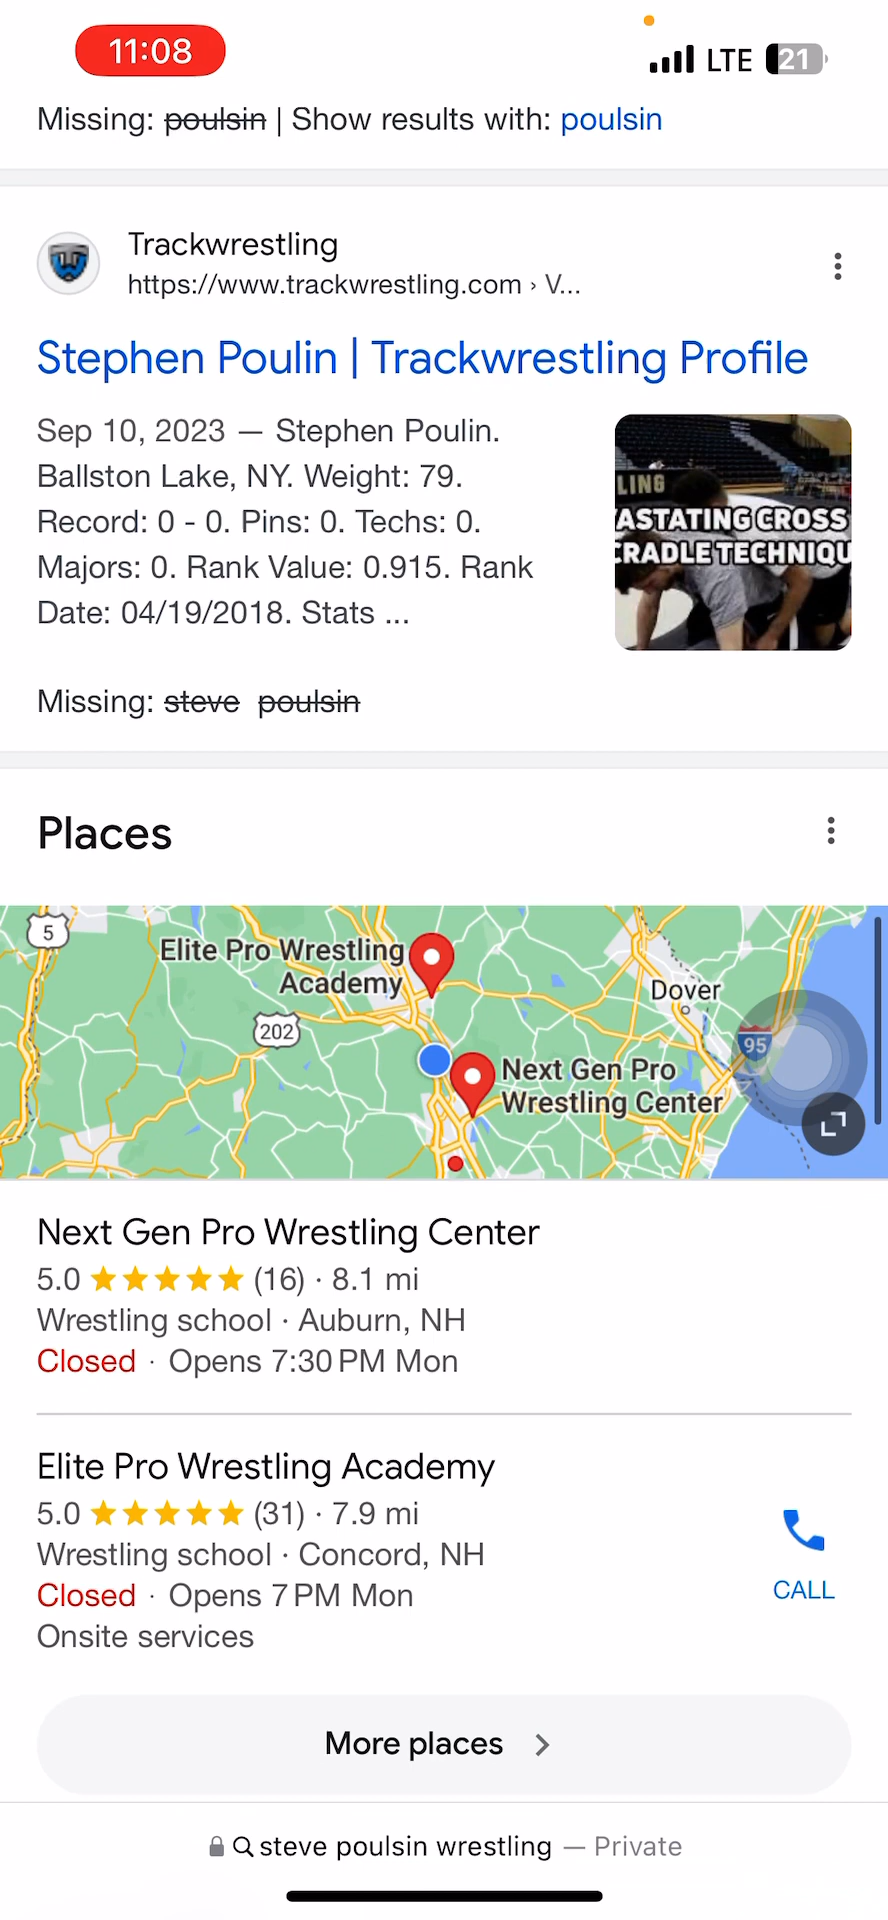 11:08
LTE 21
Missing: poulsin | Show results with: poulsin
Trackwrestling
https://www.trackwrestling.com › V...
Stephen Poulin | Trackwrestling Profile
Sep 10, 2023 — Stephen Poulin.
Ballston Lake, NY. Weight: 79.
Record: 0 - 0. Pins: 0. Techs: 0.
Majors: 0. Rank Value: 0.915. Rank
Date: 04/19/2018. Stats ...
LING
ASTATING CROSS
CRADLE TECHNIQU
Missing: steve poulsin
Places
5
Elite Pro Wrestling
Academy
Dover
202
95
Next Gen Pro
Wrestling Center
Next Gen Pro Wrestling Center
5.0 ★★★★★ (16) · 8.1 mi
Wrestling school · Auburn, NH
Closed · Opens 7:30 PM Mon
Elite Pro Wrestling Academy
5.0 ★★★★★ (31) · 7.9 mi
Wrestling school · Concord, NH
Closed · Opens 7 PM Mon
Onsite services
CALL
More places
steve poulsin wrestling — Private